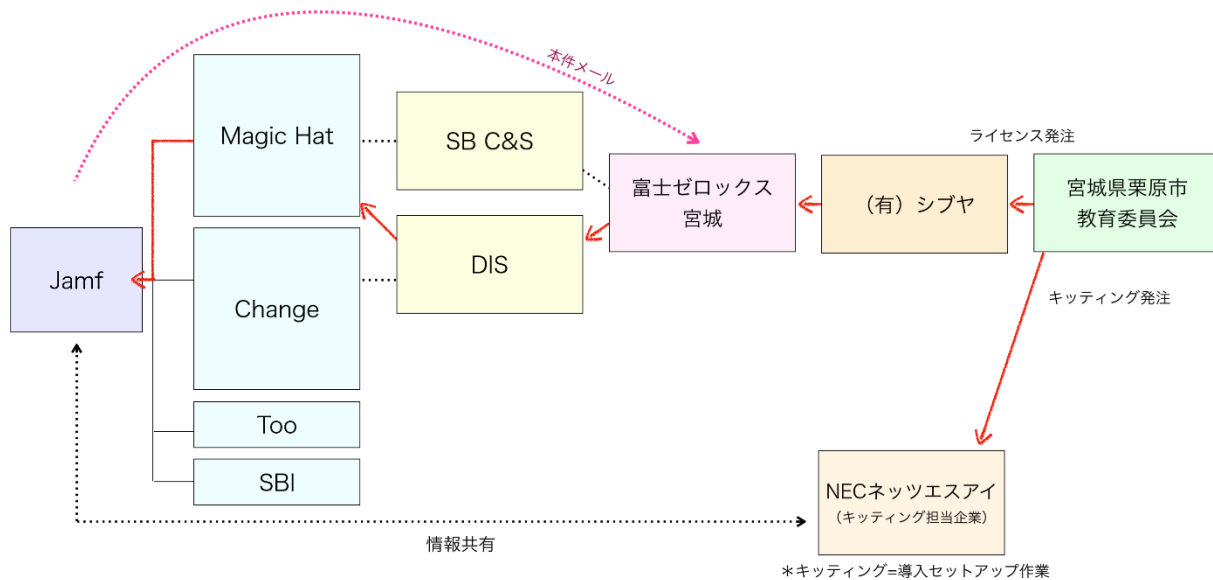 本件メール
Magic Hat
SB C&S
ライセンス発注
富士ゼロックス
宮城
（有）シブヤ
宮城県栗原市
教育委員会
Jamf
DIS
Change
キッティング発注
Too
SBI
NECネッツエスアイ
（キッティング担当企業）
情報共有
＊キッティング=導入セットアップ作業